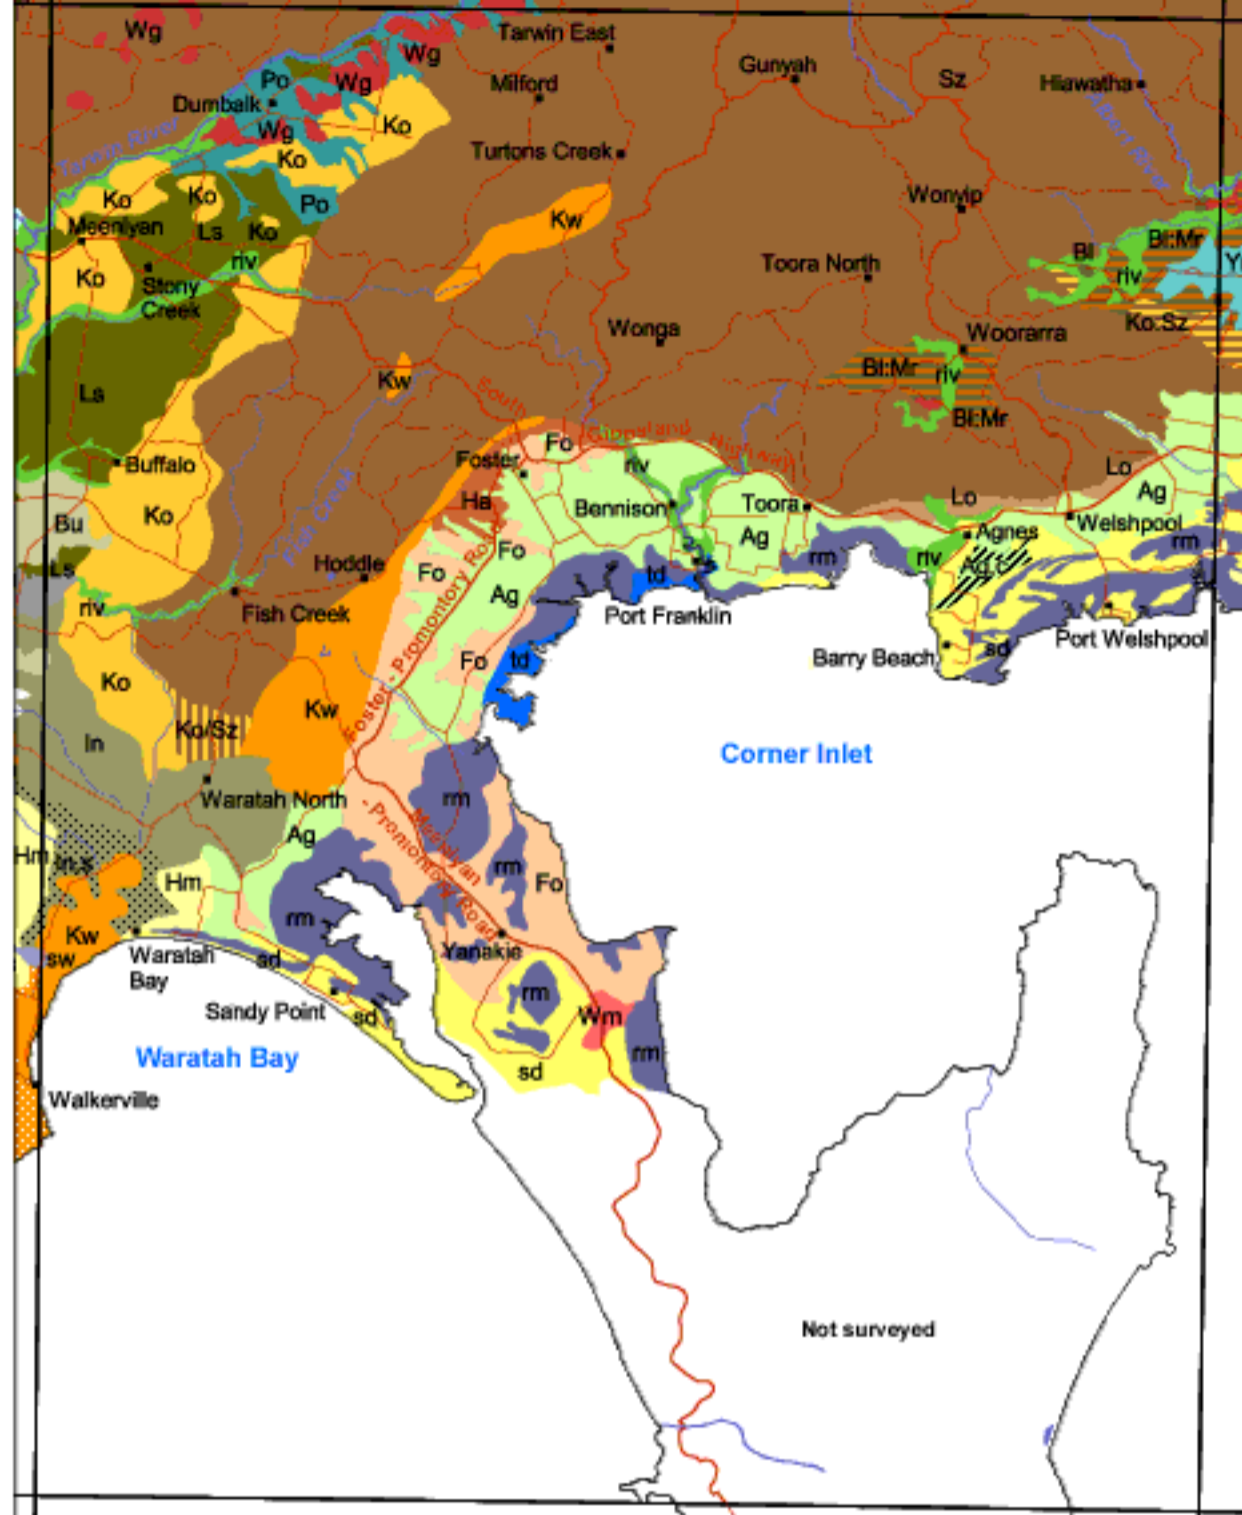 Wg
Tarwin East
Wg
Gunyah
Sz
Hiawatha
Po
Wg
Milford
Dumbalk
Wg
Ko
Albert River
Tarwin River
Ko
Turtons Creek
Ko
Ko
Po
Wonyip
Kw
Meeniyan
Ls
Ko
Bl
Bl:Mr
riv
Toora North
riv
Ko
Stony
Creek
Ko:Sz
Wonga
Woorarra
Bl:Mr
riv
Kw
Ls
South
Gippsland
Highway
Bl:Mr
Fo
Buffalo
Foster
riv
Lo
Lo
Ag
Ha
Bennison
Toora
Ko
Bu
Fish Creek
Agnes
Welshpool
Ag
rm
Fo
rm
riv
Hoddle
Fo
td
Ls
Ag
riv
Fish Creek
Port Franklin
Port Welshpool
Foster - Promontory Road
Fo
td
Barry Beach
sd
Ko
Kw
Ko/Sz
In
Corner Inlet
Waratah North
rm
Ag
Meeniyan
- Promontory Road
Hm
Hm
rm
Fo
rm
Kw
sw
Waratah
Bay
sd
Yanakie
rm
Sandy Point
sd
Wm
Waratah Bay
rm
sd
Walkerville
Not surveyed